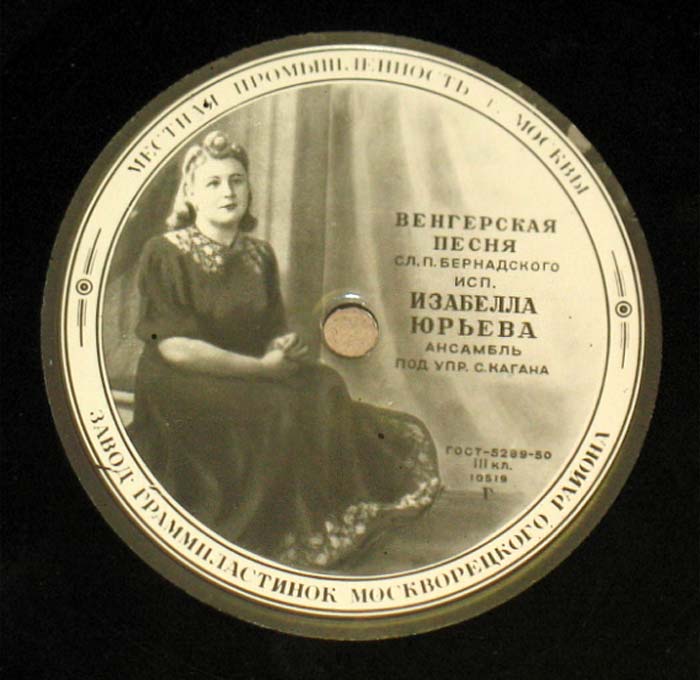 МЕСТНАЯ ПРОМЫШЛЕННОСТЬ г. МОСКВЫ
ВЕНГЕРСКАЯ
ПЕСНЯ
СЛ. П. БЕРНАДСКОГО
ИСП.
ИЗАБЕЛЛА
ЮРЬЕВА
АНСАМБЛЬ
ПОД УПР. С. КАГАНА
ГОСТ-5289-50
III КЛ.
10519
Г
ЗАВОД ГРАММПЛАСТИНОК МОСКВОРЕЦКОГО РАЙОНА